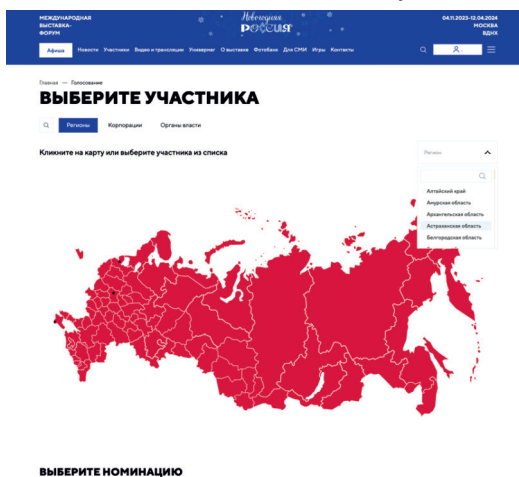 МЕЖДУНАРОДНАЯ
ВЫСТАВКА-
ФОРУМ
Новогодняя
РОССИЯ
04.11.2023-12.04.2024
МОСКВА
ВДНХ
Афиша Новости Участники Видео и трансляции Универмаг О выставке Фотобанк Для СМИ Игры Контакты
Главная — Голосование
ВЫБЕРИТЕ УЧАСТНИКА
Регионы Корпорации Органы власти
Кликните на карту или выберите участника из списка
Регион
Алтайский край
Амурская область
Архангельская область
Астраханская область
Белгородская область
ВЫБЕРИТЕ НОМИНАЦИЮ